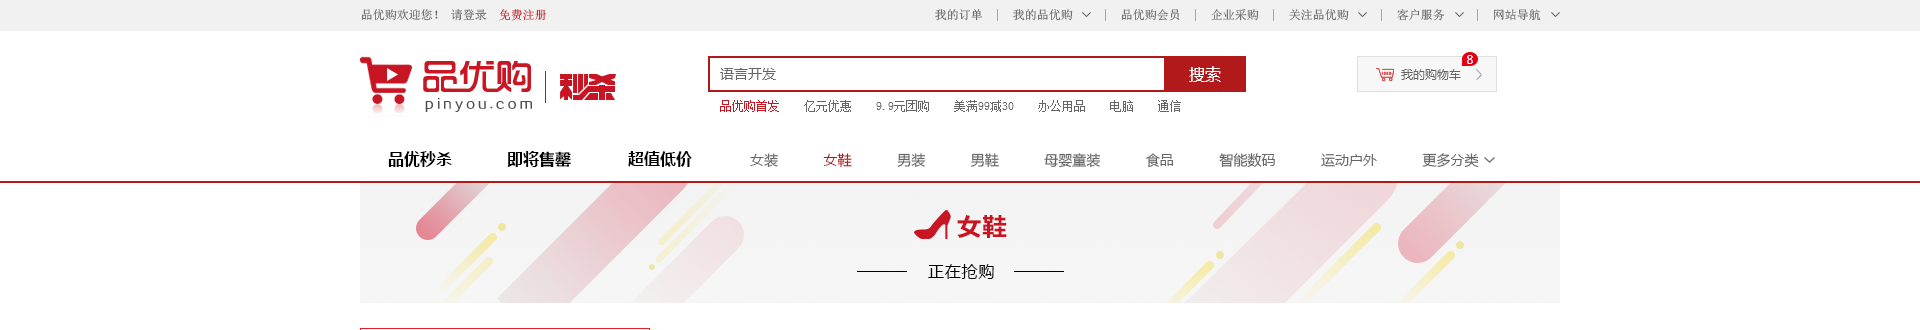 品优购欢迎您! 请登录 免费注册 我的订单 我的品优购 品优购会员 企业采购 关注品优购 客户服务 网站导航
品优购 秒杀 语言开发 搜索 我的购物车 8
pinyou.com
品优购首发 亿元优惠 9.9元团购 美满99减30 办公用品 电脑 通信
品优秒杀 即将售罄 超值低价 女装 女鞋 男装 男鞋 母婴童装 食品 智能数码 运动户外 更多分类
女鞋
正在抢购